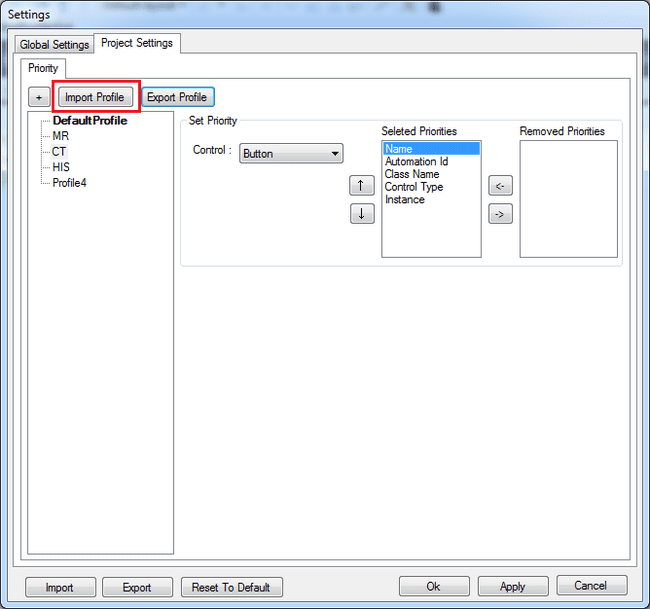 Settings
Global Settings
Project Settings
Priority
+
Import Profile
Export Profile
DefaultProfile
MR
CT
HIS
Profile4
Set Priority
Control :
Button
Seleted Priorities
Name
Automation Id
Class Name
Control Type
Instance
Removed Priorities
↑
↓
<-
->
Import
Export
Reset To Default
Ok
Apply
Cancel